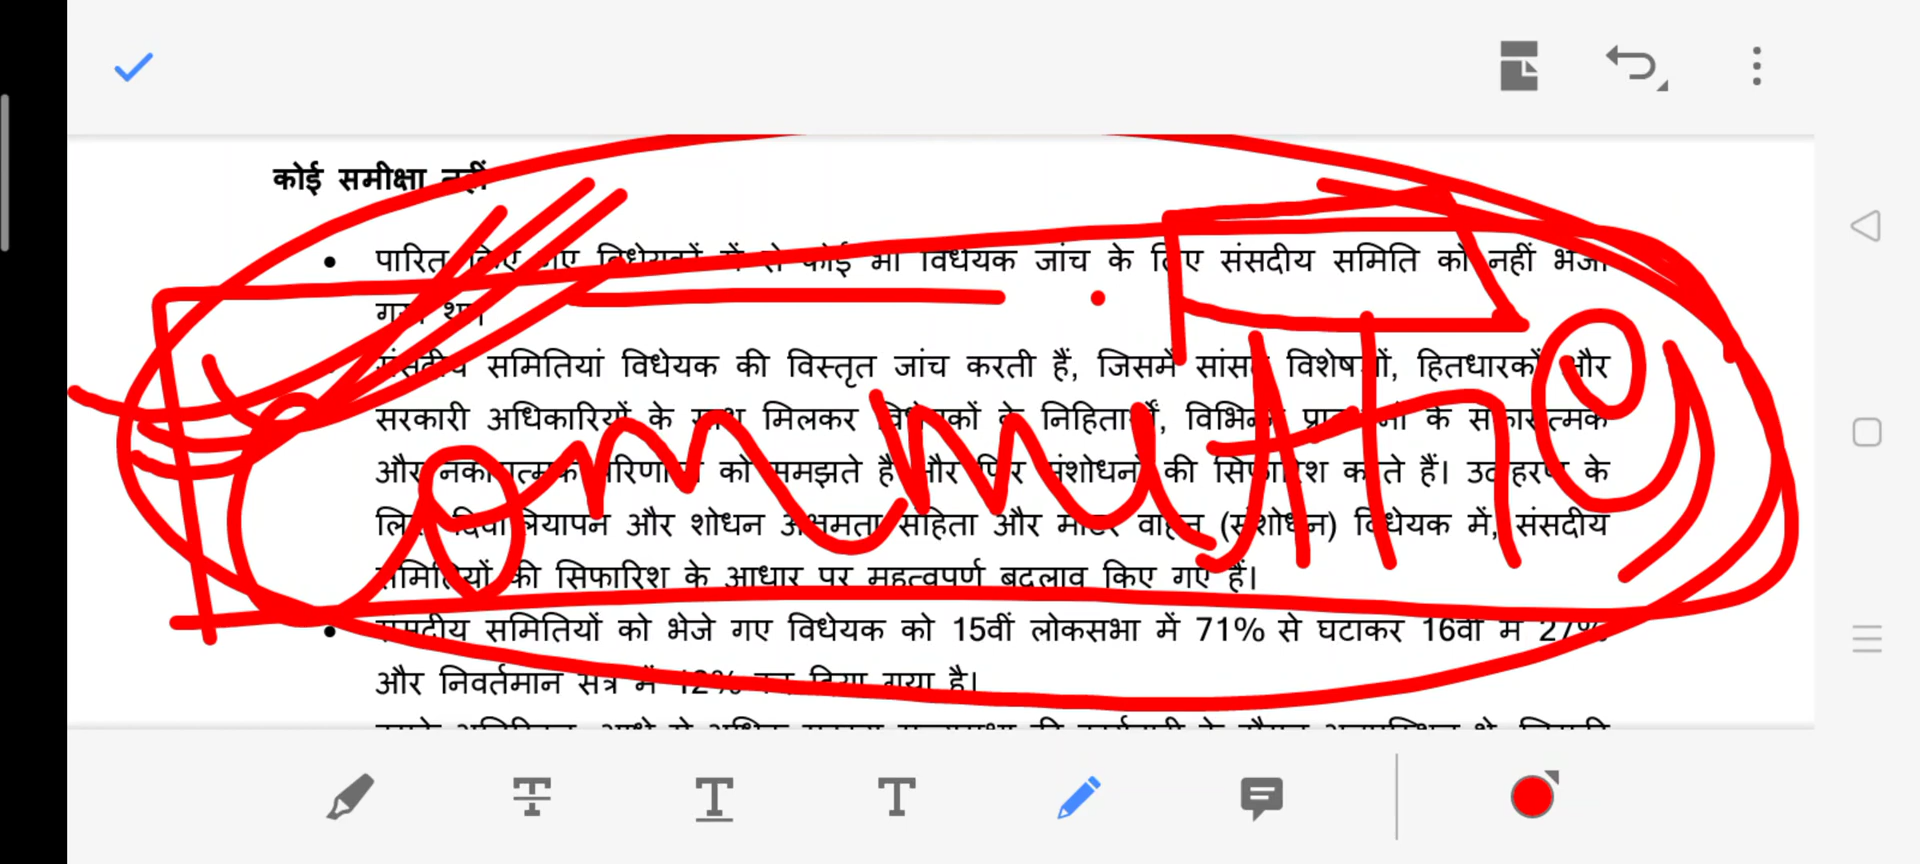 कोई समीक्षा नहीं
• पारित किए गए विधेयकों में से कोई भी विधेयक जांच के लिए संसदीय समिति को नहीं भेजा
गया था।
संसदीय समितियां विधेयक की विस्तृत जांच करती हैं, जिसमें सांसद विशेषज्ञों, हितधारकों और
सरकारी अधिकारियों के साथ मिलकर विधेयकों के निहितार्थों, विभिन्न प्रावधानों के सकारात्मक
और नकारात्मक परिणामों को समझते हैं और फिर संशोधनों की सिफारिश करते हैं। उदाहरण के
लिए दिवालियापन और शोधन अक्षमता संहिता और मोटर वाहन (संशोधन) विधेयक में, संसदीय
समितियों की सिफारिश के आधार पर महत्वपूर्ण बदलाव किए गए हैं।
• संसदीय समितियों को भेजे गए विधेयक को 15वीं लोकसभा में 71% से घटाकर 16वीं में 27%
और निवर्तमान सत्र में 12% कर दिया गया है।